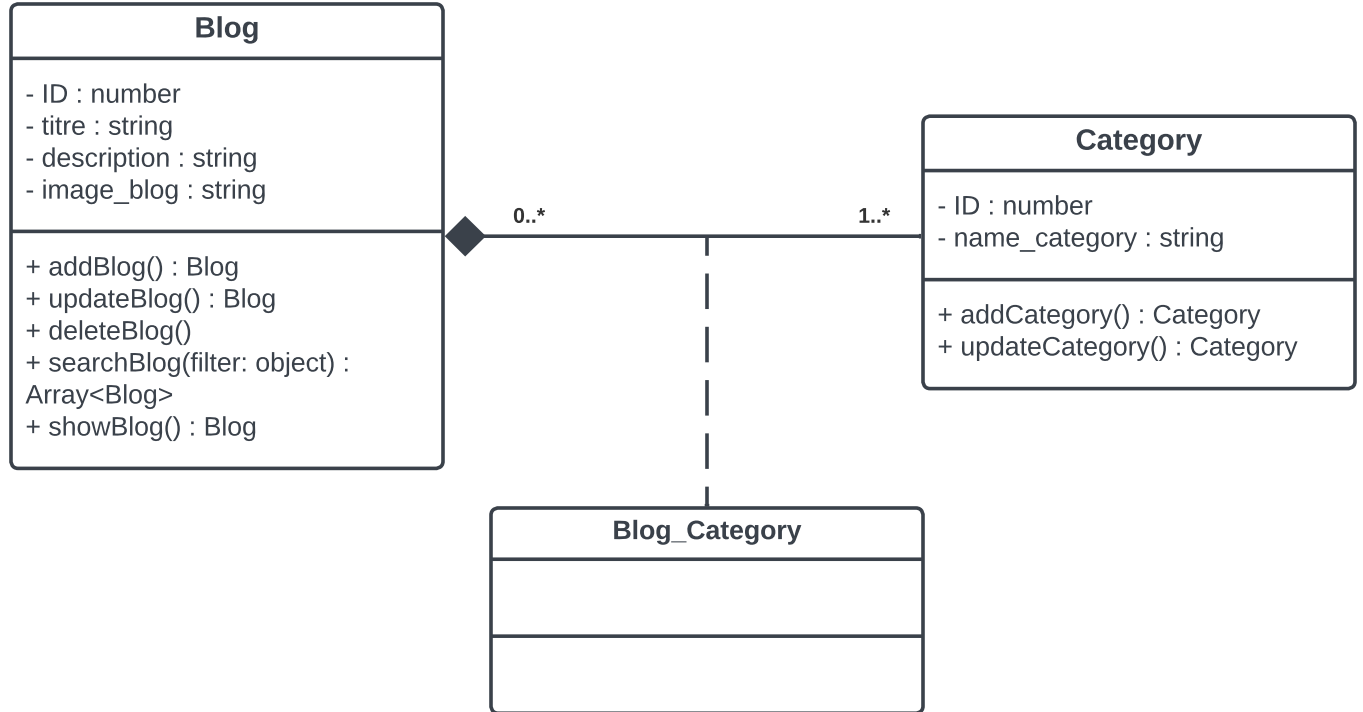 Blog
- ID : number
- titre : string
- description : string
- image_blog : string
+ addBlog() : Blog
+ updateBlog() : Blog
+ deleteBlog()
+ searchBlog(filter: object) :
Array<Blog>
+ showBlog() : Blog
0..*
1..*
Category
- ID : number
- name_category : string
+ addCategory() : Category
+ updateCategory() : Category
Blog_Category